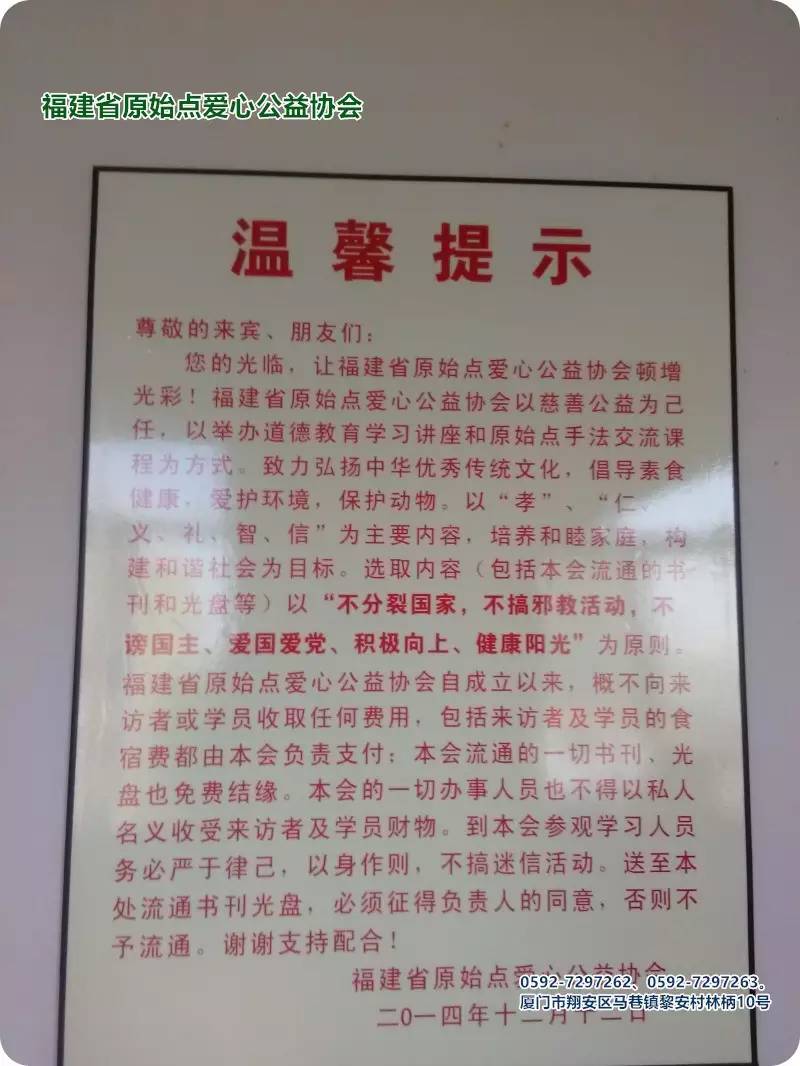 福建省原始点爱心公益协会
温馨提示
尊敬的来宾、朋友们：
您的光临，让福建省原始点爱心公益协会顿增
光彩！福建省原始点爱心公益协会以慈善公益为己
任，以举办道德教育学习讲座和原始点手法交流课
程为方式。致力弘扬中华优秀传统文化，倡导素食
健康，爱护环境，保护动物。以“孝”、“仁、
义、礼、智、信”为主要内容，培养和睦家庭，构
建和谐社会为目标。选取内容（包括本会流通的书
刊和光盘等）以“不分裂国家，不搞邪教活动，不
谤国主、爱国爱党、积极向上、健康阳光”为原则。
福建省原始点爱心公益协会自成立以来，概不向来
访者或学员收取任何费用，包括来访者及学员的食
宿费都由本会负责支付；本会流通的一切书刊、光
盘也免费结缘。本会的一切办事人员也不得以私人
名义收受来访者及学员财物。到本会参观学习人员
务必严于律己，以身作则，不搞迷信活动。送至本
处流通书刊光盘，必须征得负责人的同意，否则不
予流通。谢谢支持配合！
福建省原始点爱心公益协会
0592-7297262、0592-7297263。
厦门市翔安区马巷镇黎安村林柄10号
二0一四年十二月十二日